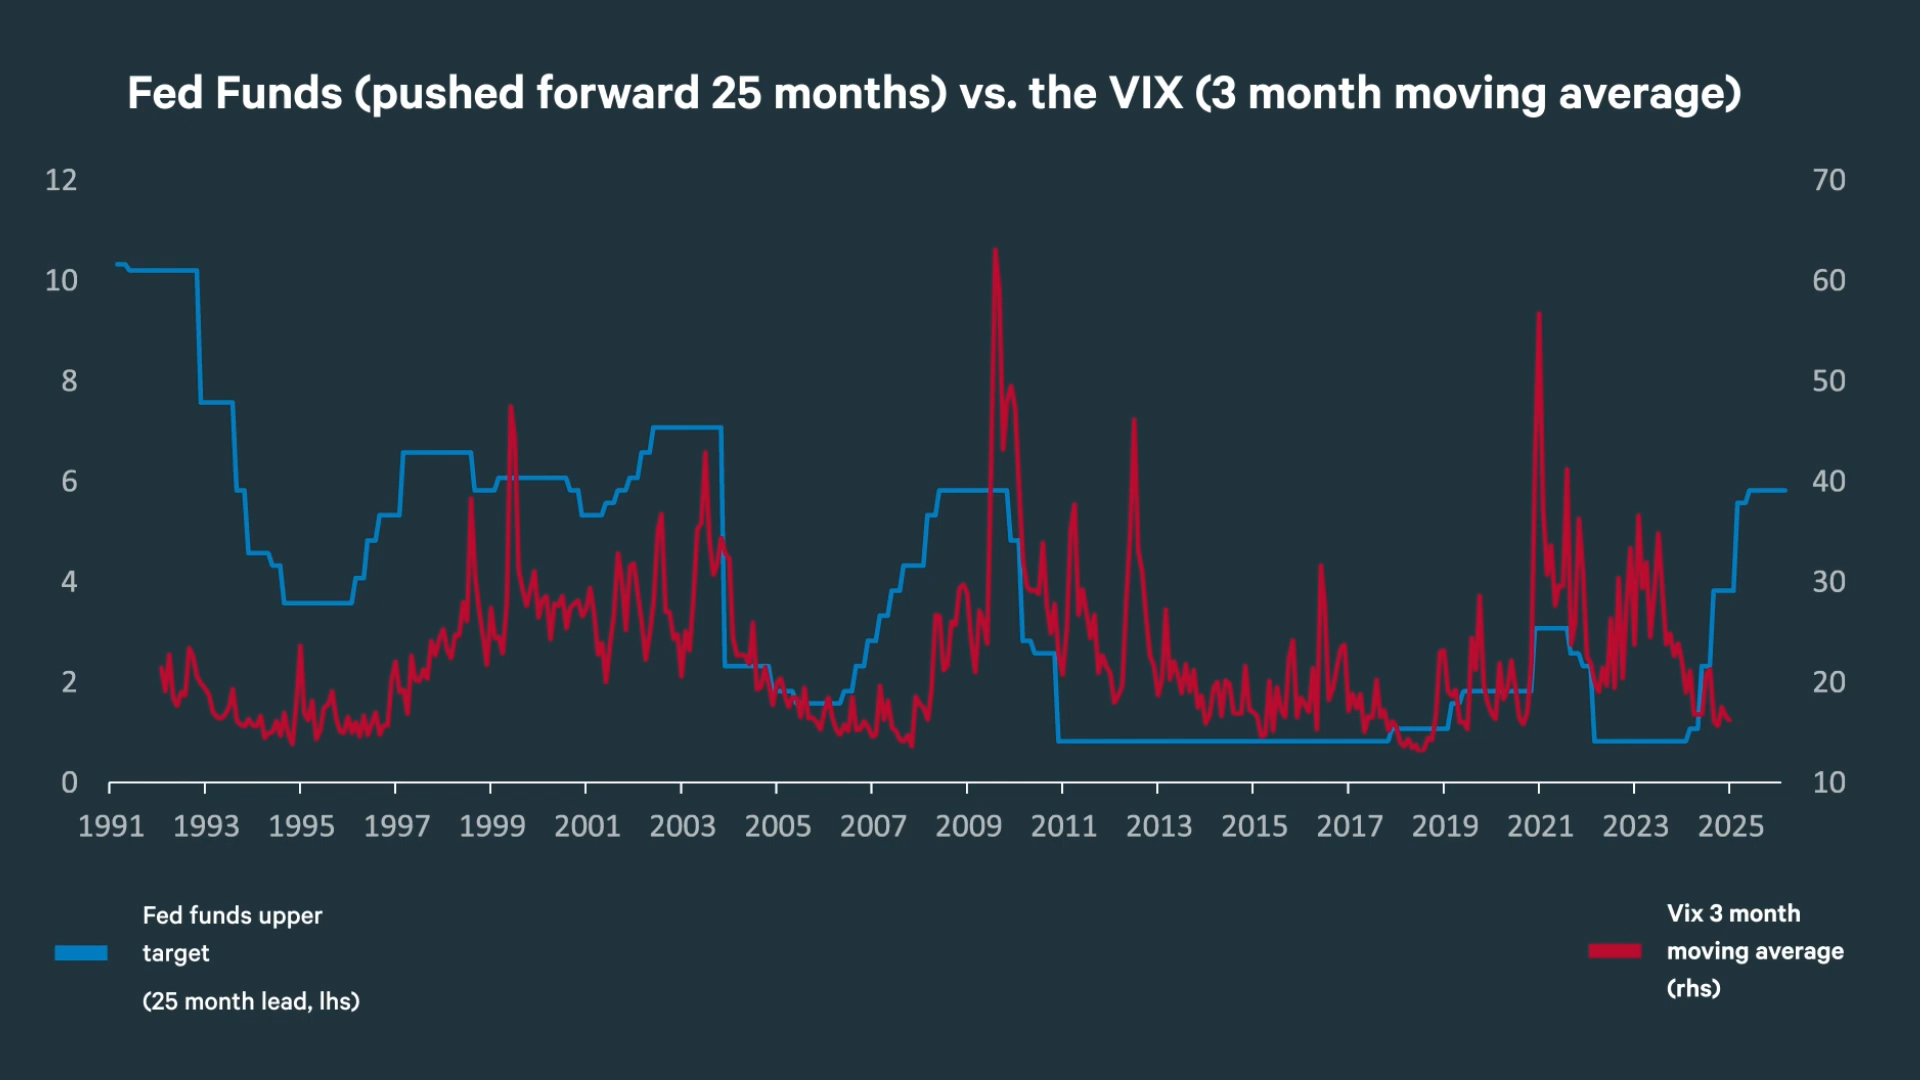 Fed Funds (pushed forward 25 months) vs. the VIX (3 month moving average)
12
10
8
6
4
2
0
70
60
50
40
30
20
10
1991 1993 1995 1997 1999 2001 2003 2005 2007 2009 2011 2013 2015 2017 2019 2021 2023 2025
Fed funds upper
target
(25 month lead, lhs)
Vix 3 month
moving average
(rhs)